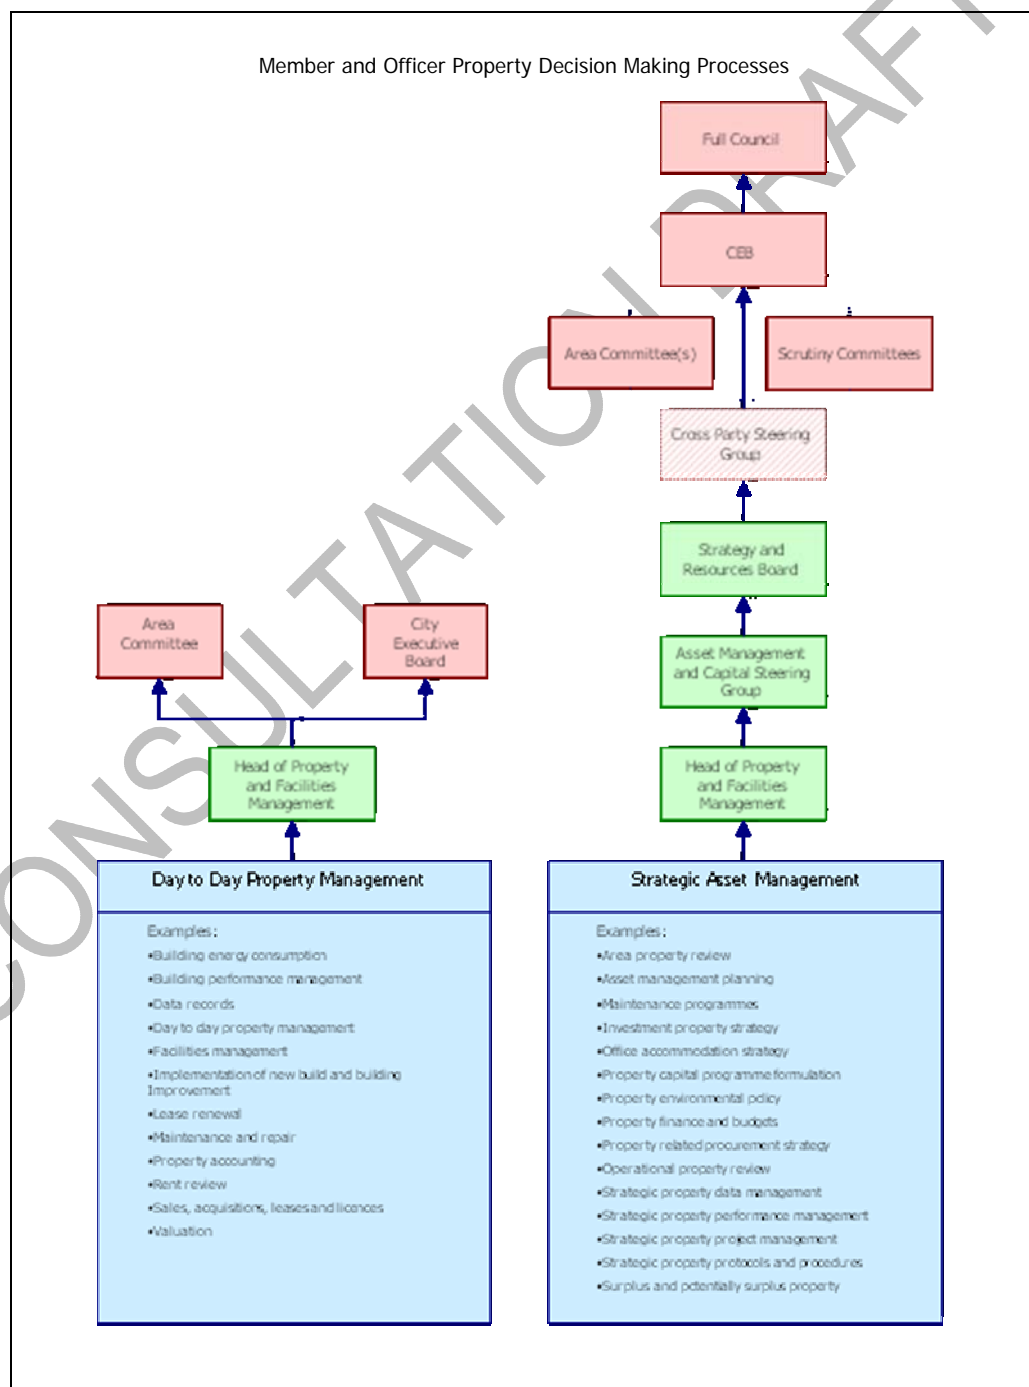 Member and Officer Property Decision Making Processes
Full Council
CEB
Area Committee(s)
Scrutiny Committees
Cross Party Steering
Group
Strategy and
Resources Board
Asset Management
and Capital Steering
Group
Head of Property
and Facilities
Management
Area
Committee
City
Executive
Board
Head of Property
and Facilities
Management
Day to Day Property Management
Examples:
•Building energy consumption
•Building performance management
•Data records
•Day to day property management
•Facilities management
•Implementation of new build and building
Improvement
•Lease renewal
•Maintenance and repair
•Property accounting
•Rent review
•Sales, acquisitions, leases and licences
•Valuation
Strategic Asset Management
Examples:
•Area property review
•Asset management planning
•Maintenance programmes
•Investment property strategy
•Office accommodation strategy
•Property capital programme formulation
•Property environmental policy
•Property finance and budgets
•Property related procurement strategy
•Operational property review
•Strategic property data management
•Strategic property performance management
•Strategic property project management
•Strategic property protocols and procedures
•Surplus and potentially surplus property
CONSULTATION DRAFT